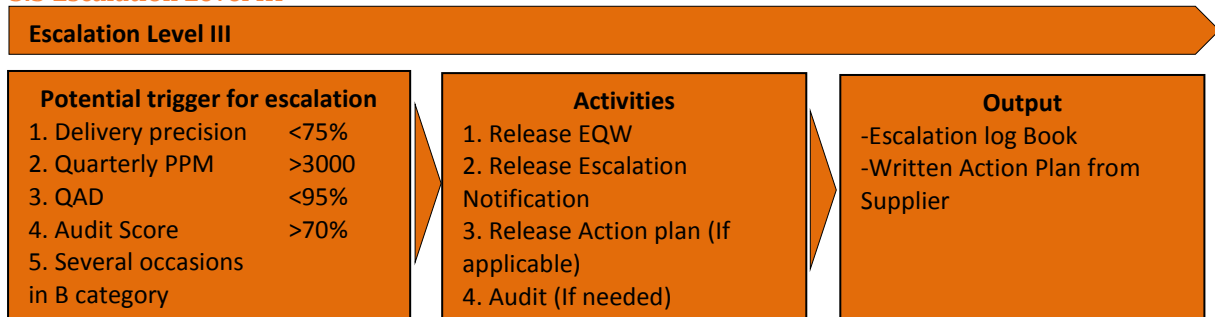 Escalation Level III
Potential trigger for escalation
1. Delivery precision <75%
2. Quarterly PPM >3000
3. QAD <95%
4. Audit Score >70%
5. Several occasions
in B category
Activities
1. Release EQW
2. Release Escalation
Notification
3. Release Action plan (If
applicable)
4. Audit (If needed)
Output
-Escalation log Book
-Written Action Plan from
Supplier